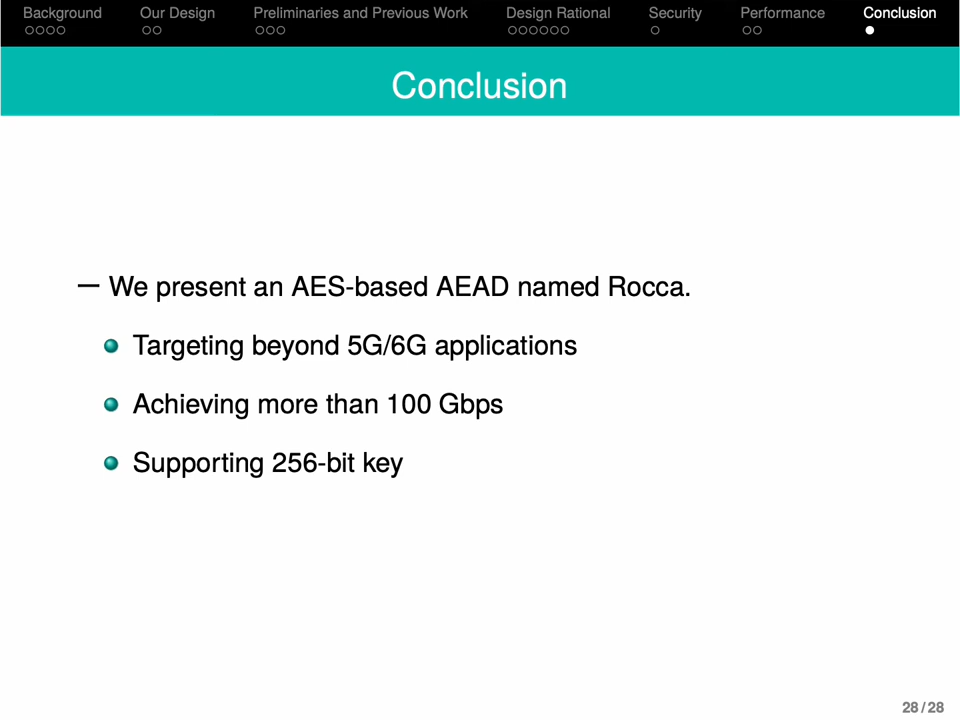 Background Our Design Preliminaries and Previous Work Design Rational Security Performance Conclusion
Conclusion
— We present an AES-based AEAD named Rocca.
Targeting beyond 5G/6G applications
Achieving more than 100 Gbps
Supporting 256-bit key
28 / 28